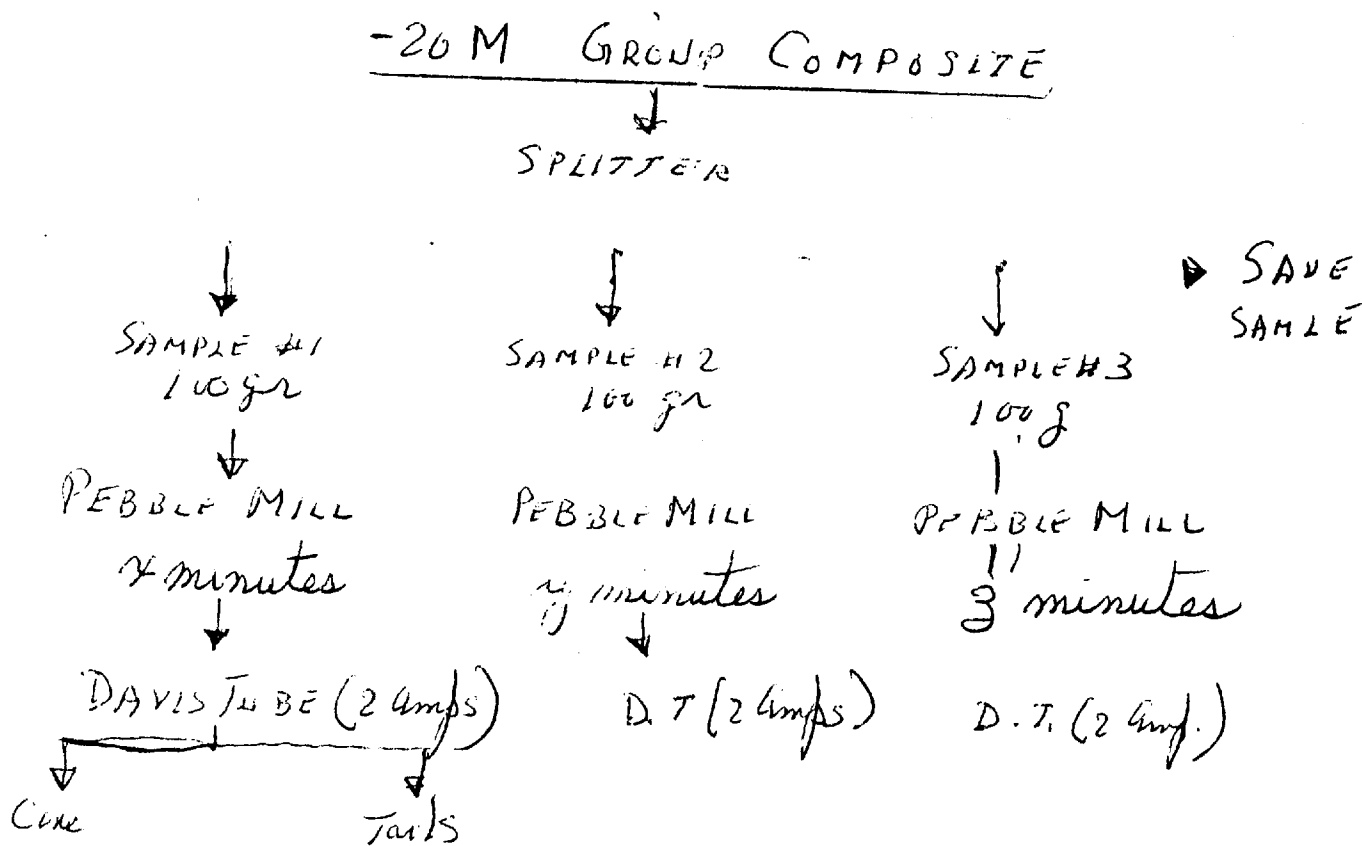 -20 M GROUP COMPOSITE
SPLITTER
SAVE
SAMLE
SAMPLE #1
100 gr
SAMPLE #2
100 gr
SAMPLE #3
100 g
PEBBLE MILL
x minutes
PEBBLE MILL
y minutes
PEBBLE MILL
z minutes
DAVIS TUBE (2 amps)
D.T (2 amps)
D.T. (2 amp.)
Conc
Tails